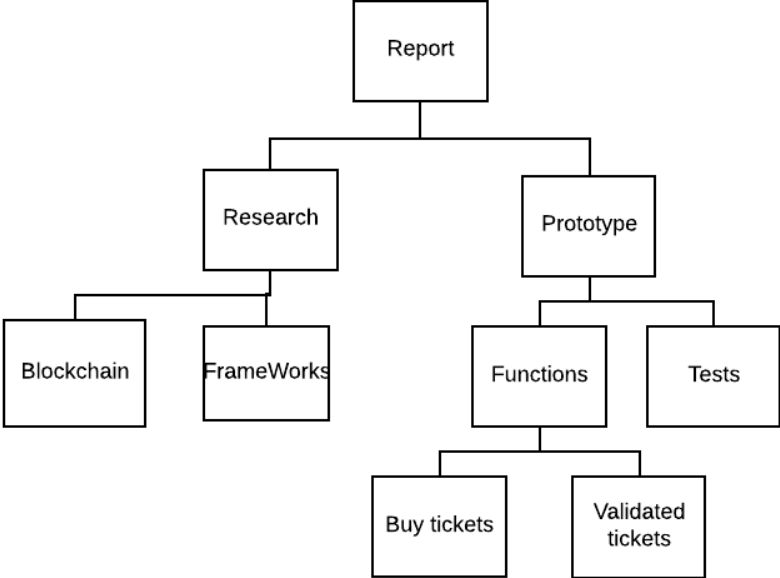 Report
Research
Prototype
Blockchain
FrameWorks
Functions
Tests
Buy tickets
Validated
tickets